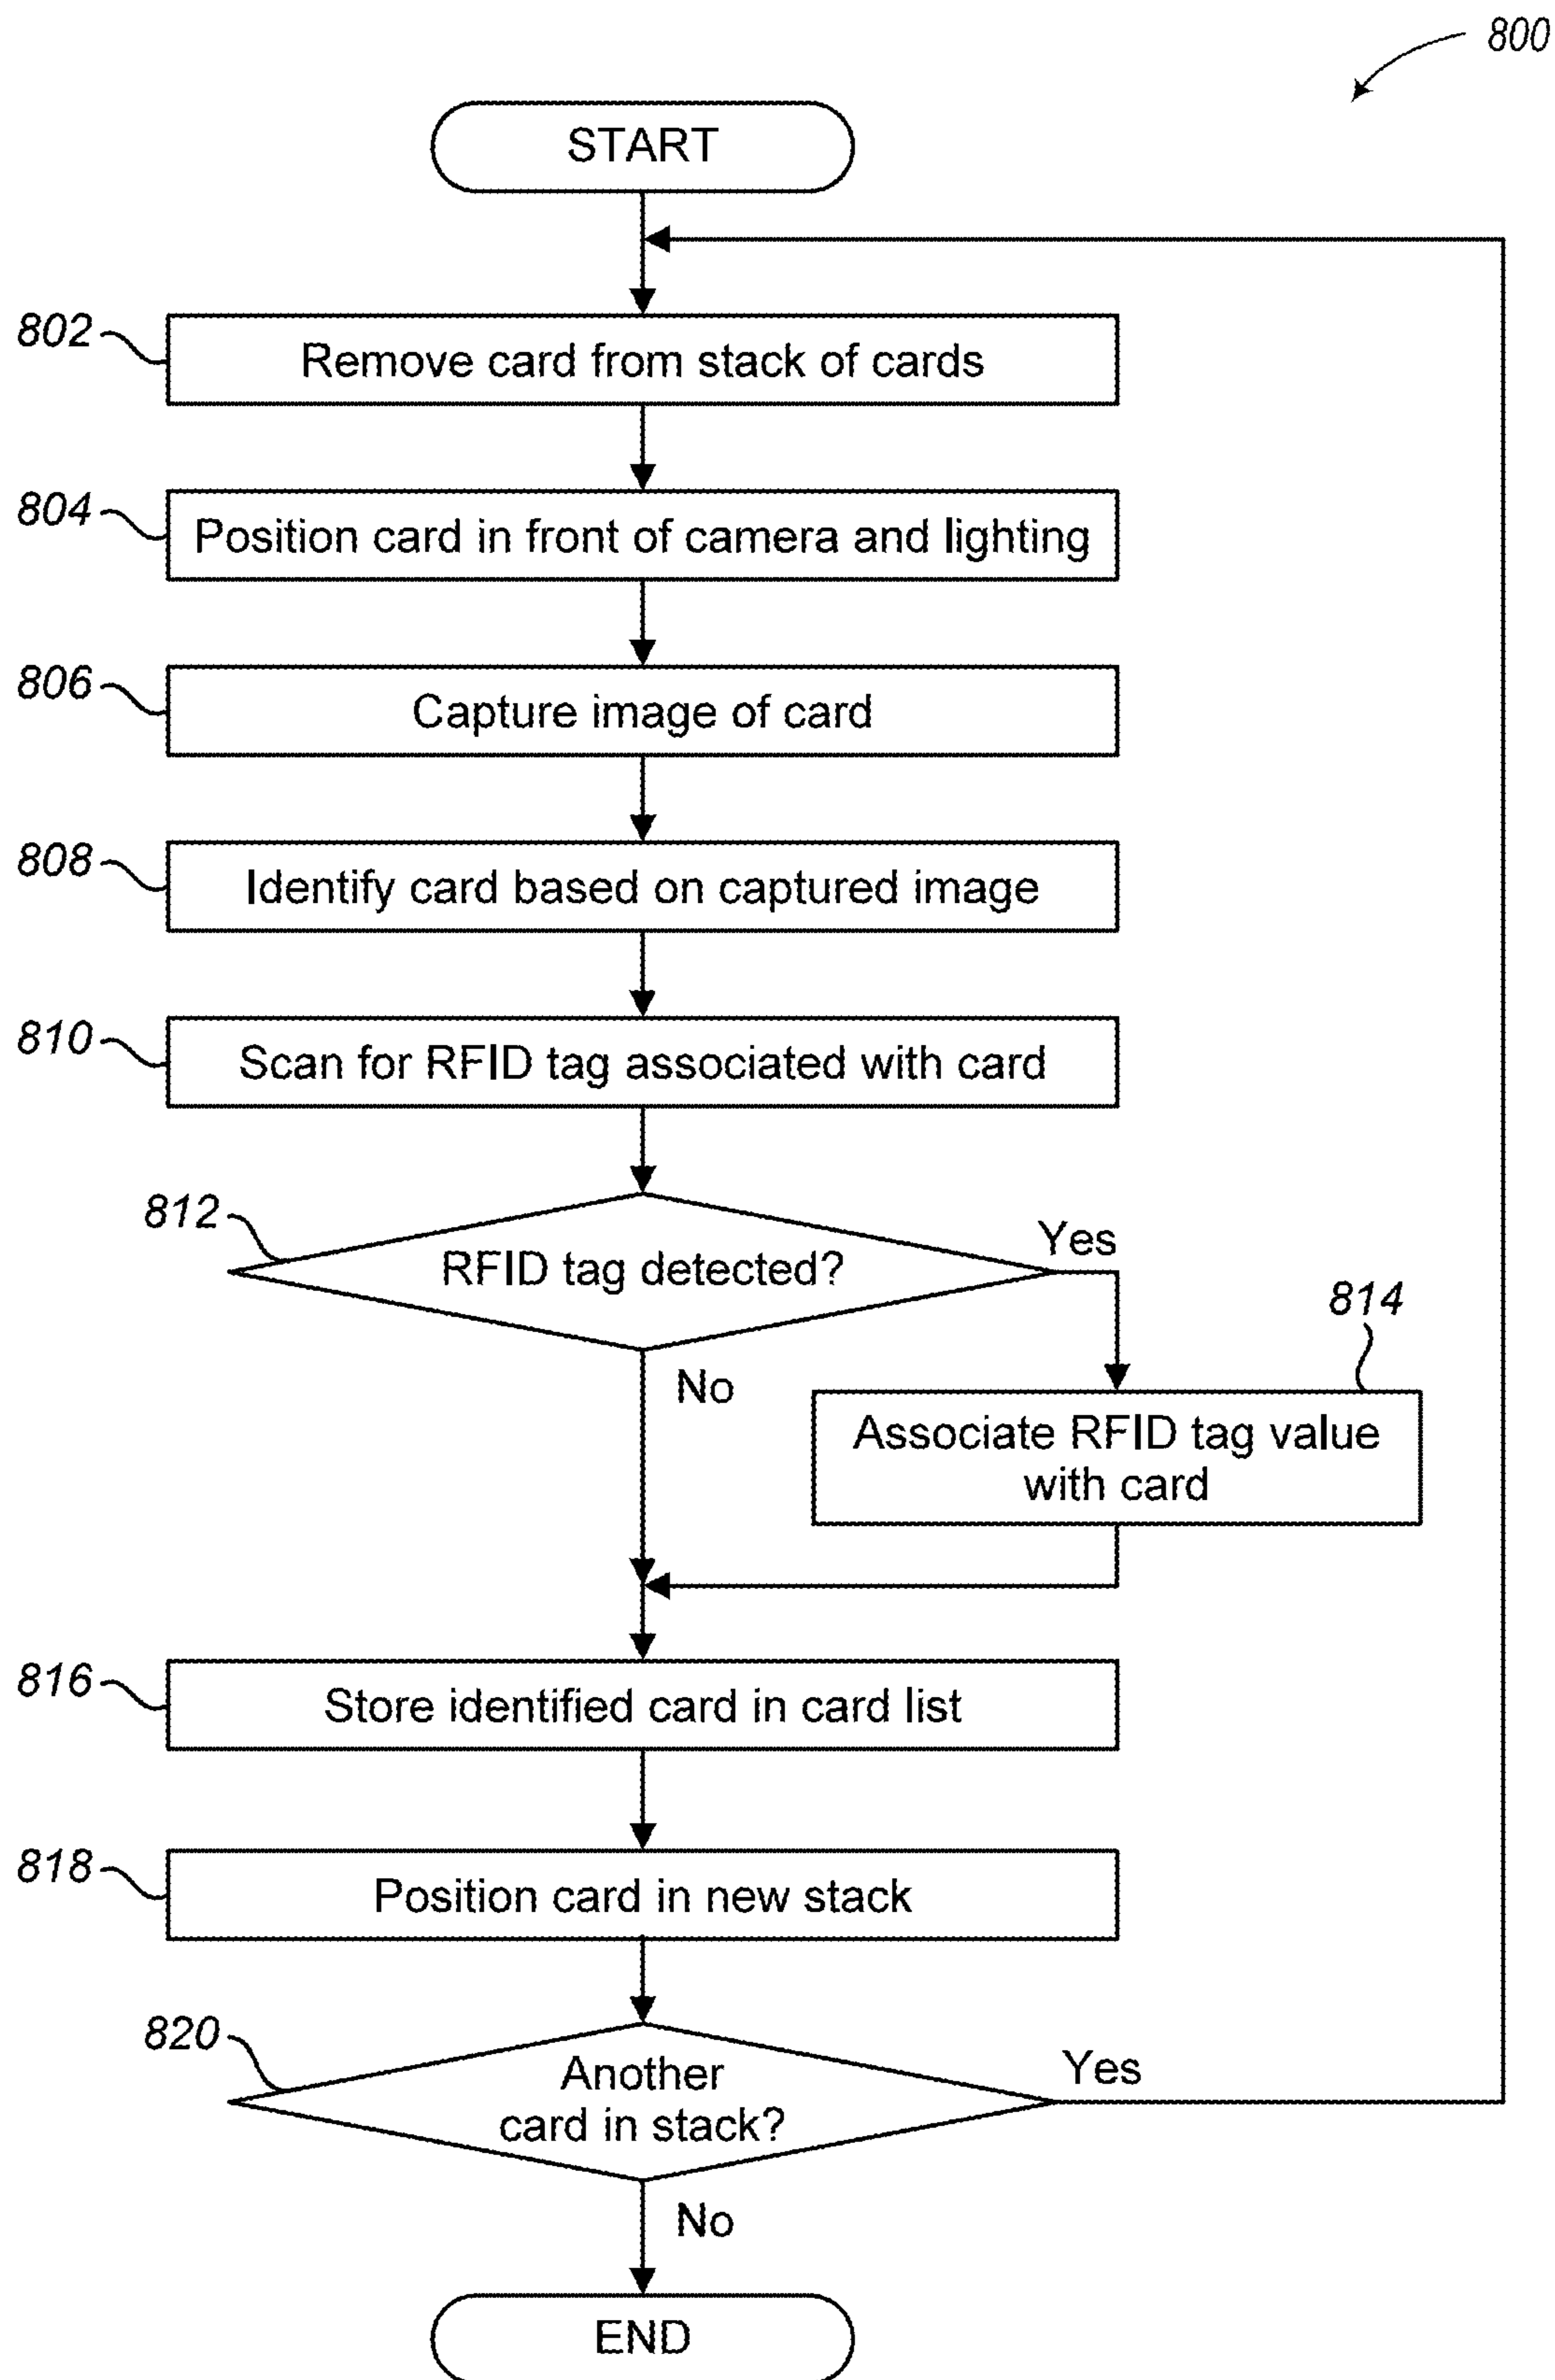 800
START
802
Remove card from stack of cards
804
Position card in front of camera and lighting
806
Capture image of card
808
Identify card based on captured image
810
Scan for RFID tag associated with card
812
RFID tag detected?
Yes
No
814
Associate RFID tag value
with card
816
Store identified card in card list
818
Position card in new stack
820
Another
card in stack?
Yes
No
END